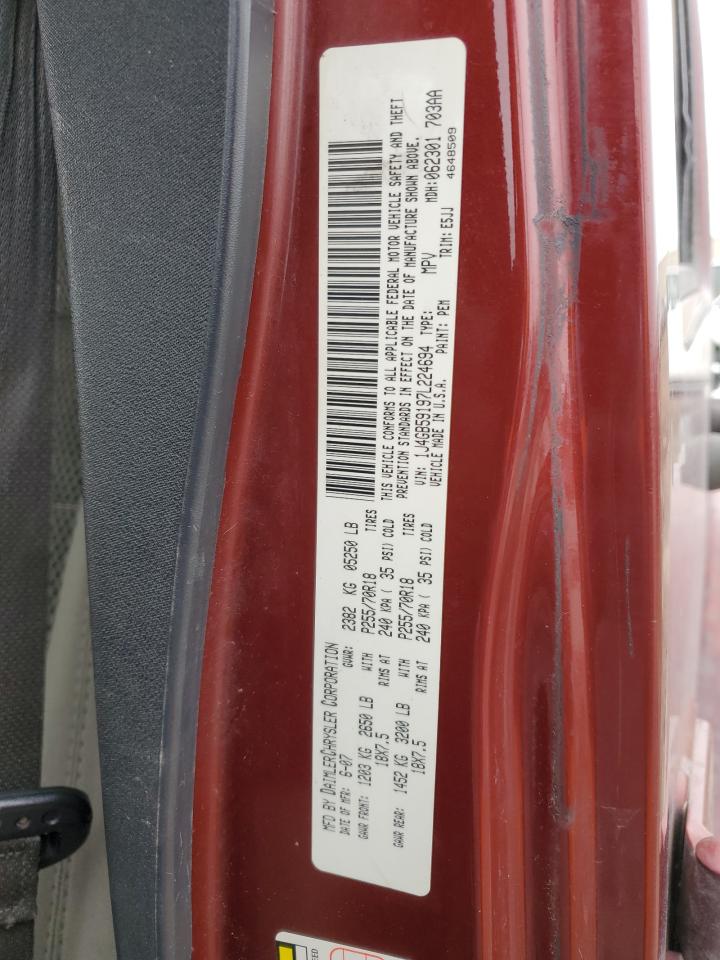 MFD BY DAIMLERCHRYSLER CORPORATION
DATE OF MFR: 6-07 GVWR: 2382 KG 05250 LB
GAWR FRONT: 1203 KG 2650 LB WITH P255/70R18 TIRES
18X7.5 RIMS AT 240 KPA ( 35 PSI) COLD
GAWR REAR: 1452 KG 3200 LB WITH P255/70R18 TIRES
18X7.5 RIMS AT 240 KPA ( 35 PSI) COLD
THIS VEHICLE CONFORMS TO ALL APPLICABLE FEDERAL MOTOR VEHICLE SAFETY AND THEFT
PREVENTION STANDARDS IN EFFECT ON THE DATE OF MANUFACTURE SHOWN ABOVE.
VIN: 1J4GB59197L224694 TYPE: MPV MDH: 062301 703AA
VEHICLE MADE IN U.S.A. PAINT: PEM TRIM: E5JJ 4648509